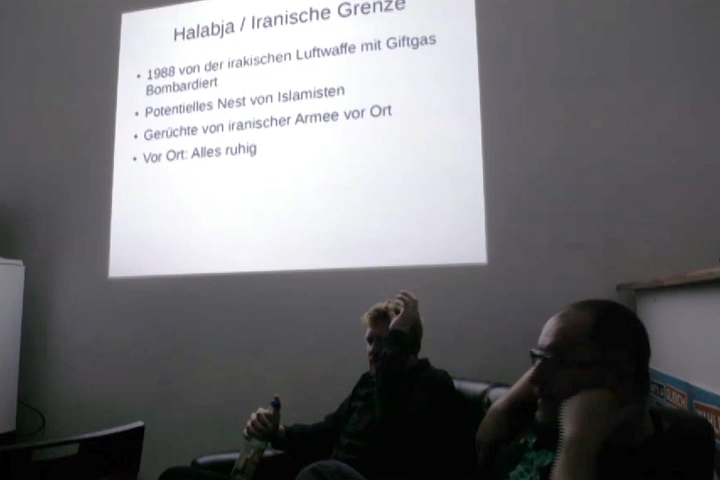 Halabja / Iranische Grenze
• 1988 von der irakischen Luftwaffe mit Giftgas
Bombardiert
• Potentielles Nest von Islamisten
• Gerüchte von iranischer Armee vor Ort
• Vor Ort: Alles ruhig